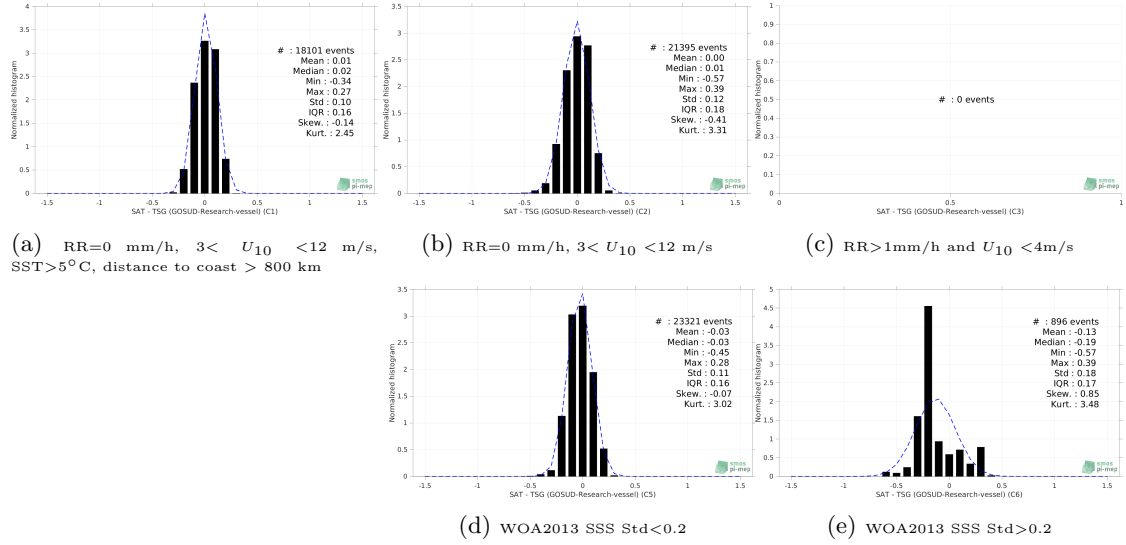 4
3.5
3
2.5
2
1.5
1
0.5
0
-1.5 -1 -0.5 0 0.5 1 1.5
Normalized histogram
SAT - TSG (GOSUD-Research-vessel) (C1)
# : 18101 events
Mean : 0.01
Median : 0.02
Min : -0.34
Max : 0.27
Std : 0.10
IQR : 0.16
Skew. : -0.14
Kurt. : 2.45
smos
pi-mep
(a) RR=0 mm/h, 3< U10 <12 m/s,
SST>5°C, distance to coast > 800 km
3.5
3
2.5
2
1.5
1
0.5
0
-1.5 -1 -0.5 0 0.5 1 1.5
Normalized histogram
SAT - TSG (GOSUD-Research-vessel) (C2)
# : 21395 events
Mean : 0.00
Median : 0.01
Min : -0.57
Max : 0.39
Std : 0.12
IQR : 0.18
Skew. : -0.41
Kurt. : 3.31
smos
pi-mep
(b) RR=0 mm/h, 3< U10 <12 m/s
1
0.9
0.8
0.7
0.6
0.5
0.4
0.3
0.2
0.1
0
0 0.5 1
Normalized histogram
SAT - TSG (GOSUD-Research-vessel) (C3)
# : 0 events
smos
pi-mep
(c) RR>1mm/h and U10 <4m/s
3.5
3
2.5
2
1.5
1
0.5
0
-1.5 -1 -0.5 0 0.5 1 1.5
Normalized histogram
SAT - TSG (GOSUD-Research-vessel) (C5)
# : 23321 events
Mean : -0.03
Median : -0.03
Min : -0.45
Max : 0.28
Std : 0.11
IQR : 0.16
Skew. : -0.07
Kurt. : 3.02
smos
pi-mep
(d) WOA2013 SSS Std<0.2
5
4.5
4
3.5
3
2.5
2
1.5
1
0.5
0
-1.5 -1 -0.5 0 0.5 1 1.5
Normalized histogram
SAT - TSG (GOSUD-Research-vessel) (C6)
# : 896 events
Mean : -0.13
Median : -0.19
Min : -0.57
Max : 0.39
Std : 0.18
IQR : 0.17
Skew. : 0.85
Kurt. : 3.48
smos
pi-mep
(e) WOA2013 SSS Std>0.2